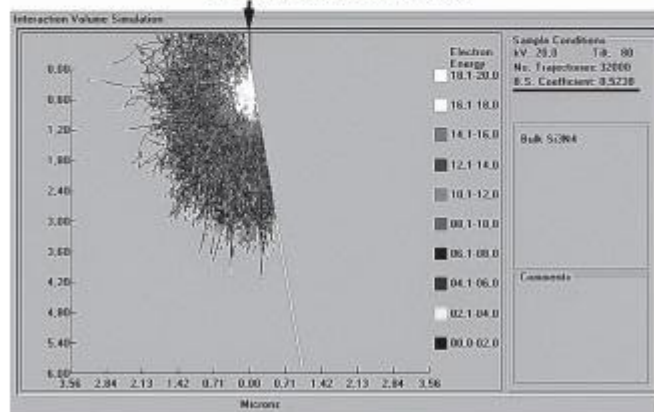 Interaction Volume Simulation
Electron
Energy
18.1-20.0
16.1-18.0
14.1-16.0
12.1-14.0
10.1-12.0
08.1-10.0
06.1-08.0
04.1-06.0
02.1-04.0
00.0-02.0
0.00
0.60
1.20
1.80
2.40
3.00
3.60
4.20
4.80
5.40
6.00
3.56 2.84 2.13 1.42 0.71 0.00 0.71 1.42 2.13 2.84 3.56
Microns
Sample Conditions
kV: 20.0 Tilt: 80
No. Trajectories: 32000
B.S. Coefficient: 0.5230
Bulk Si3N4
Comments